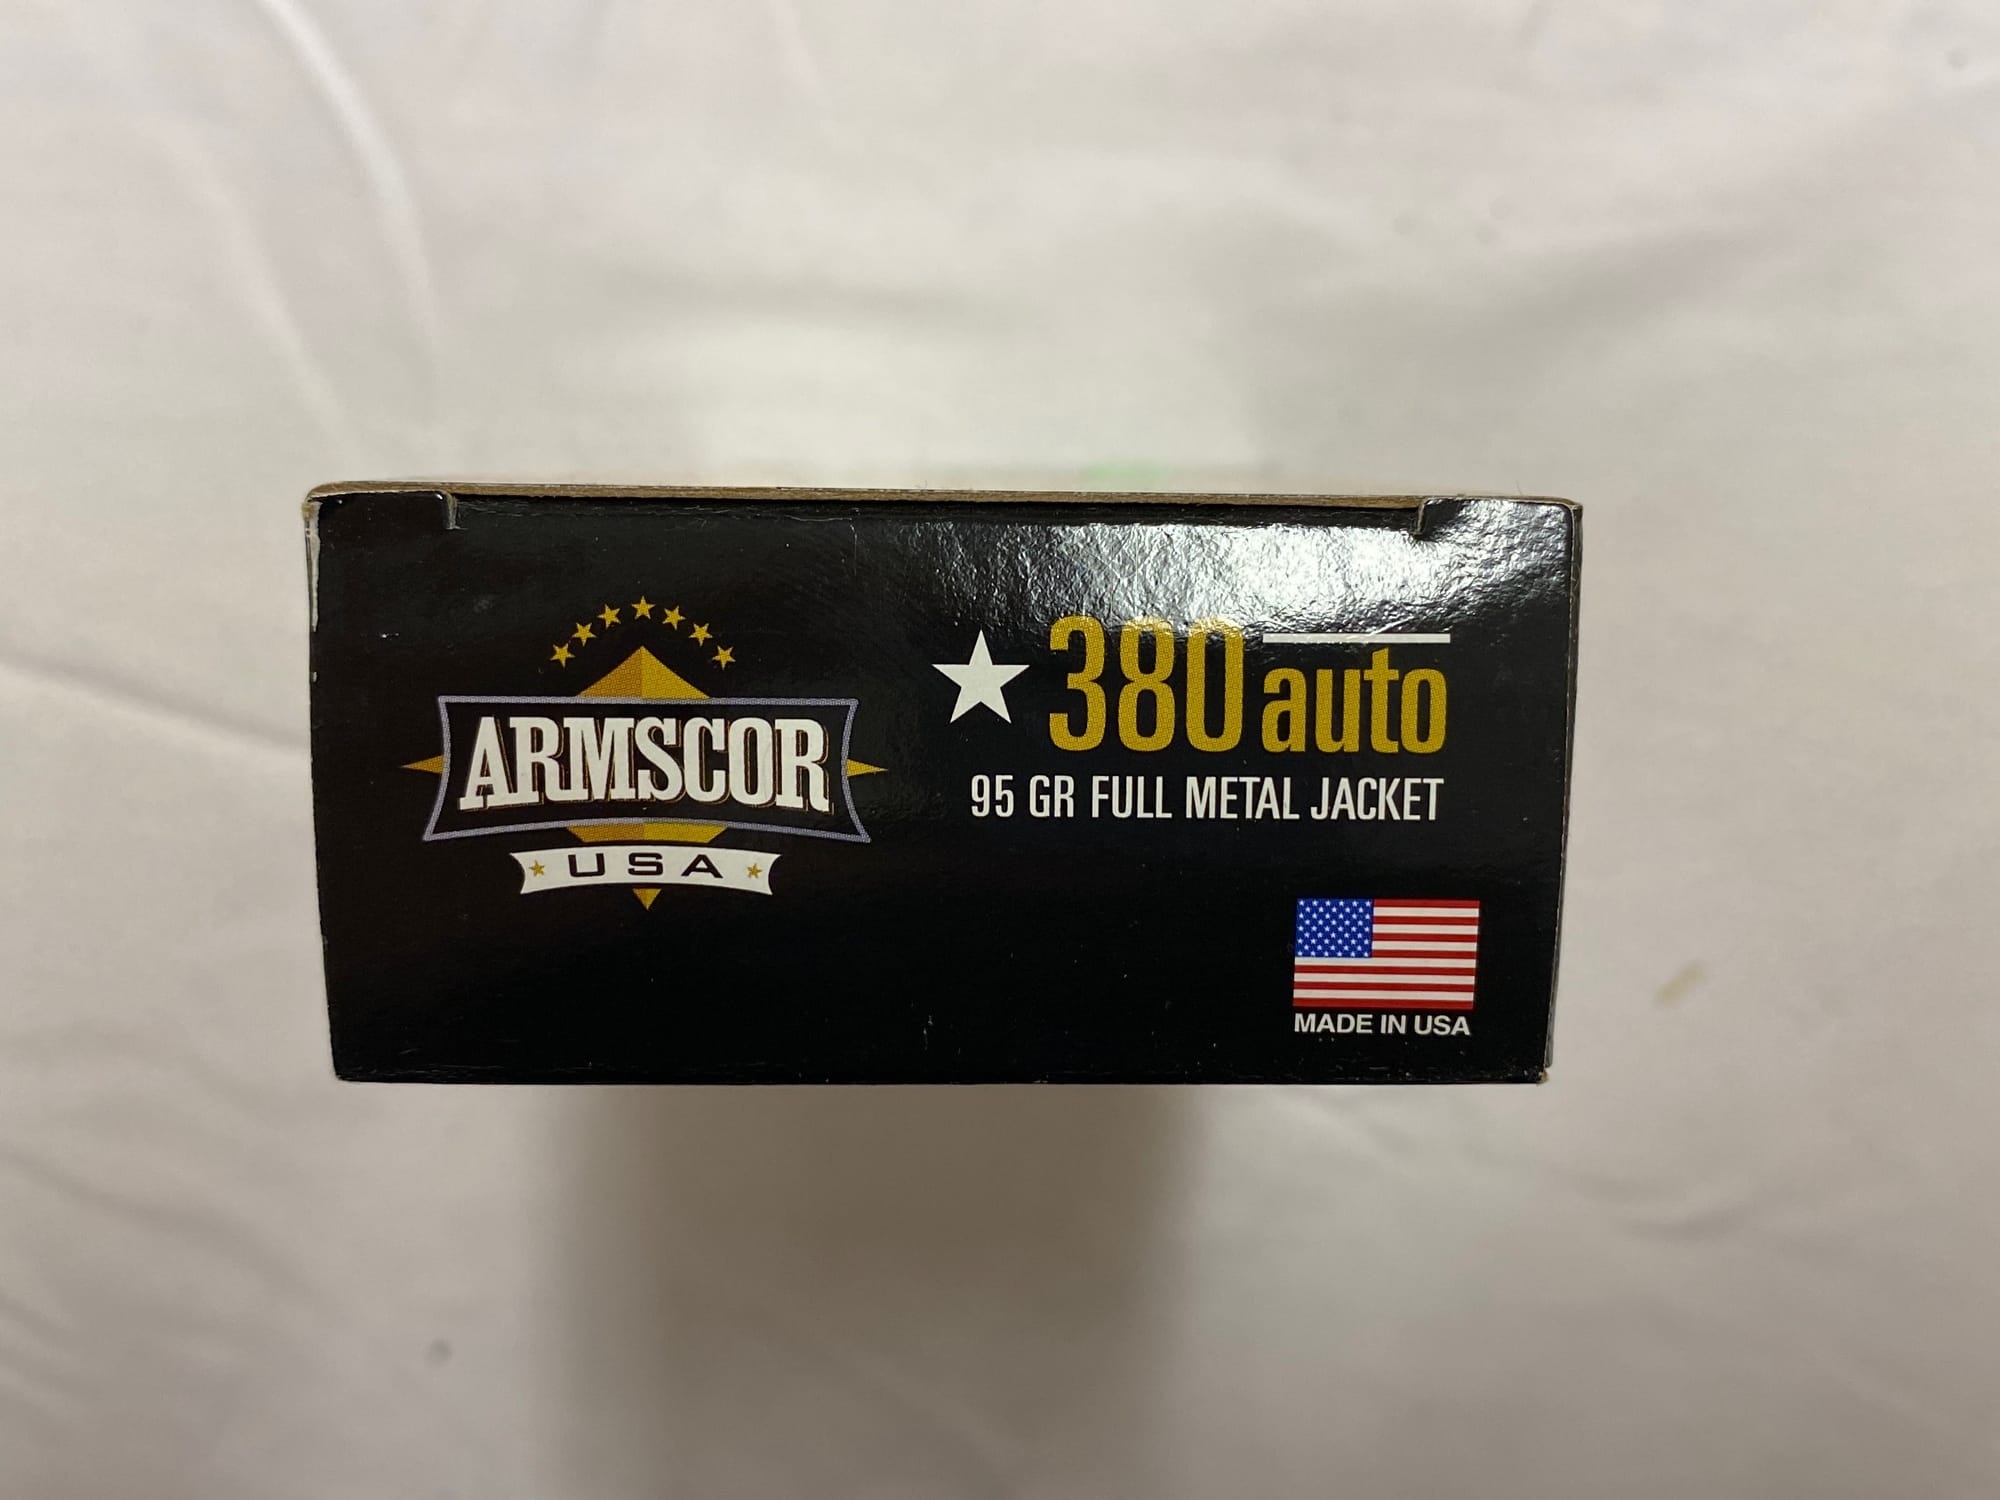 ARMSCOR
USA
380 auto
95 GR FULL METAL JACKET
MADE IN USA